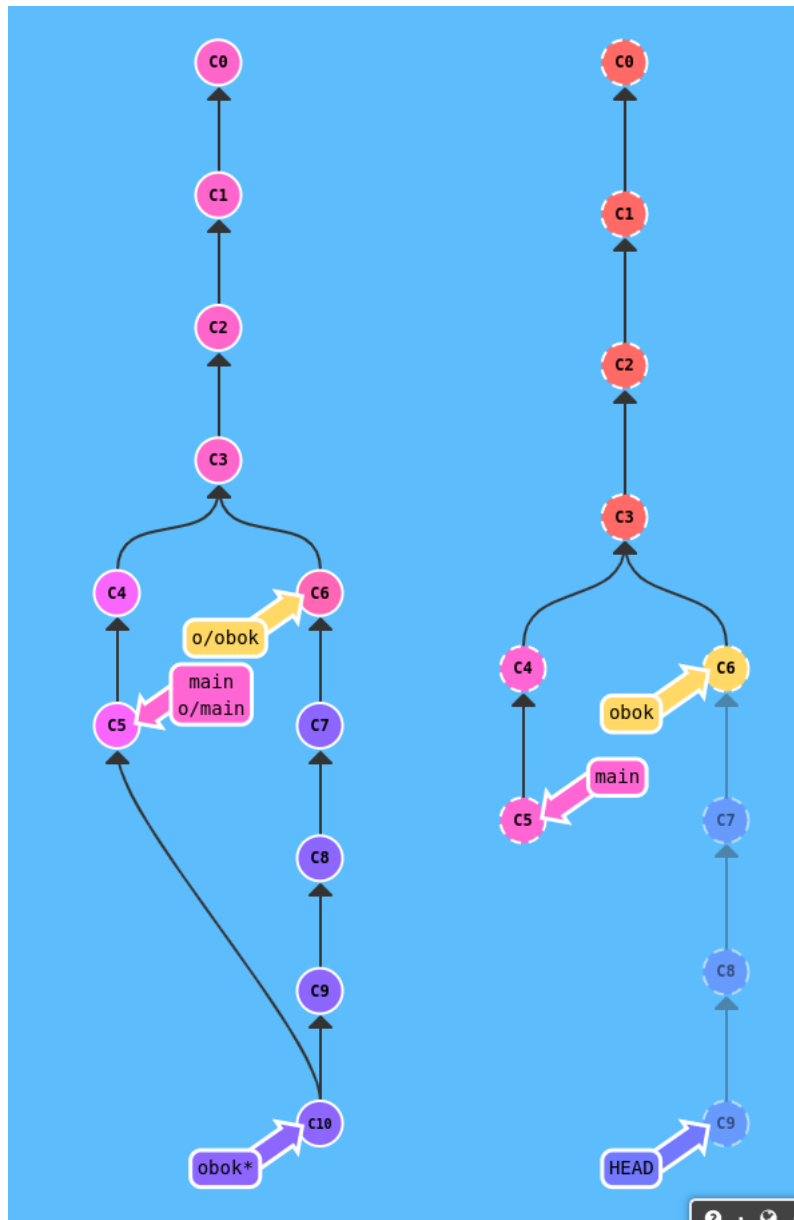 C0
C1
C2
C3
C4
C6
o/obok
main
o/main
C5
C7
C8
C9
C10
obok*
C0
C1
C2
C3
C4
C6
obok
main
C5
C7
C8
C9
HEAD
?